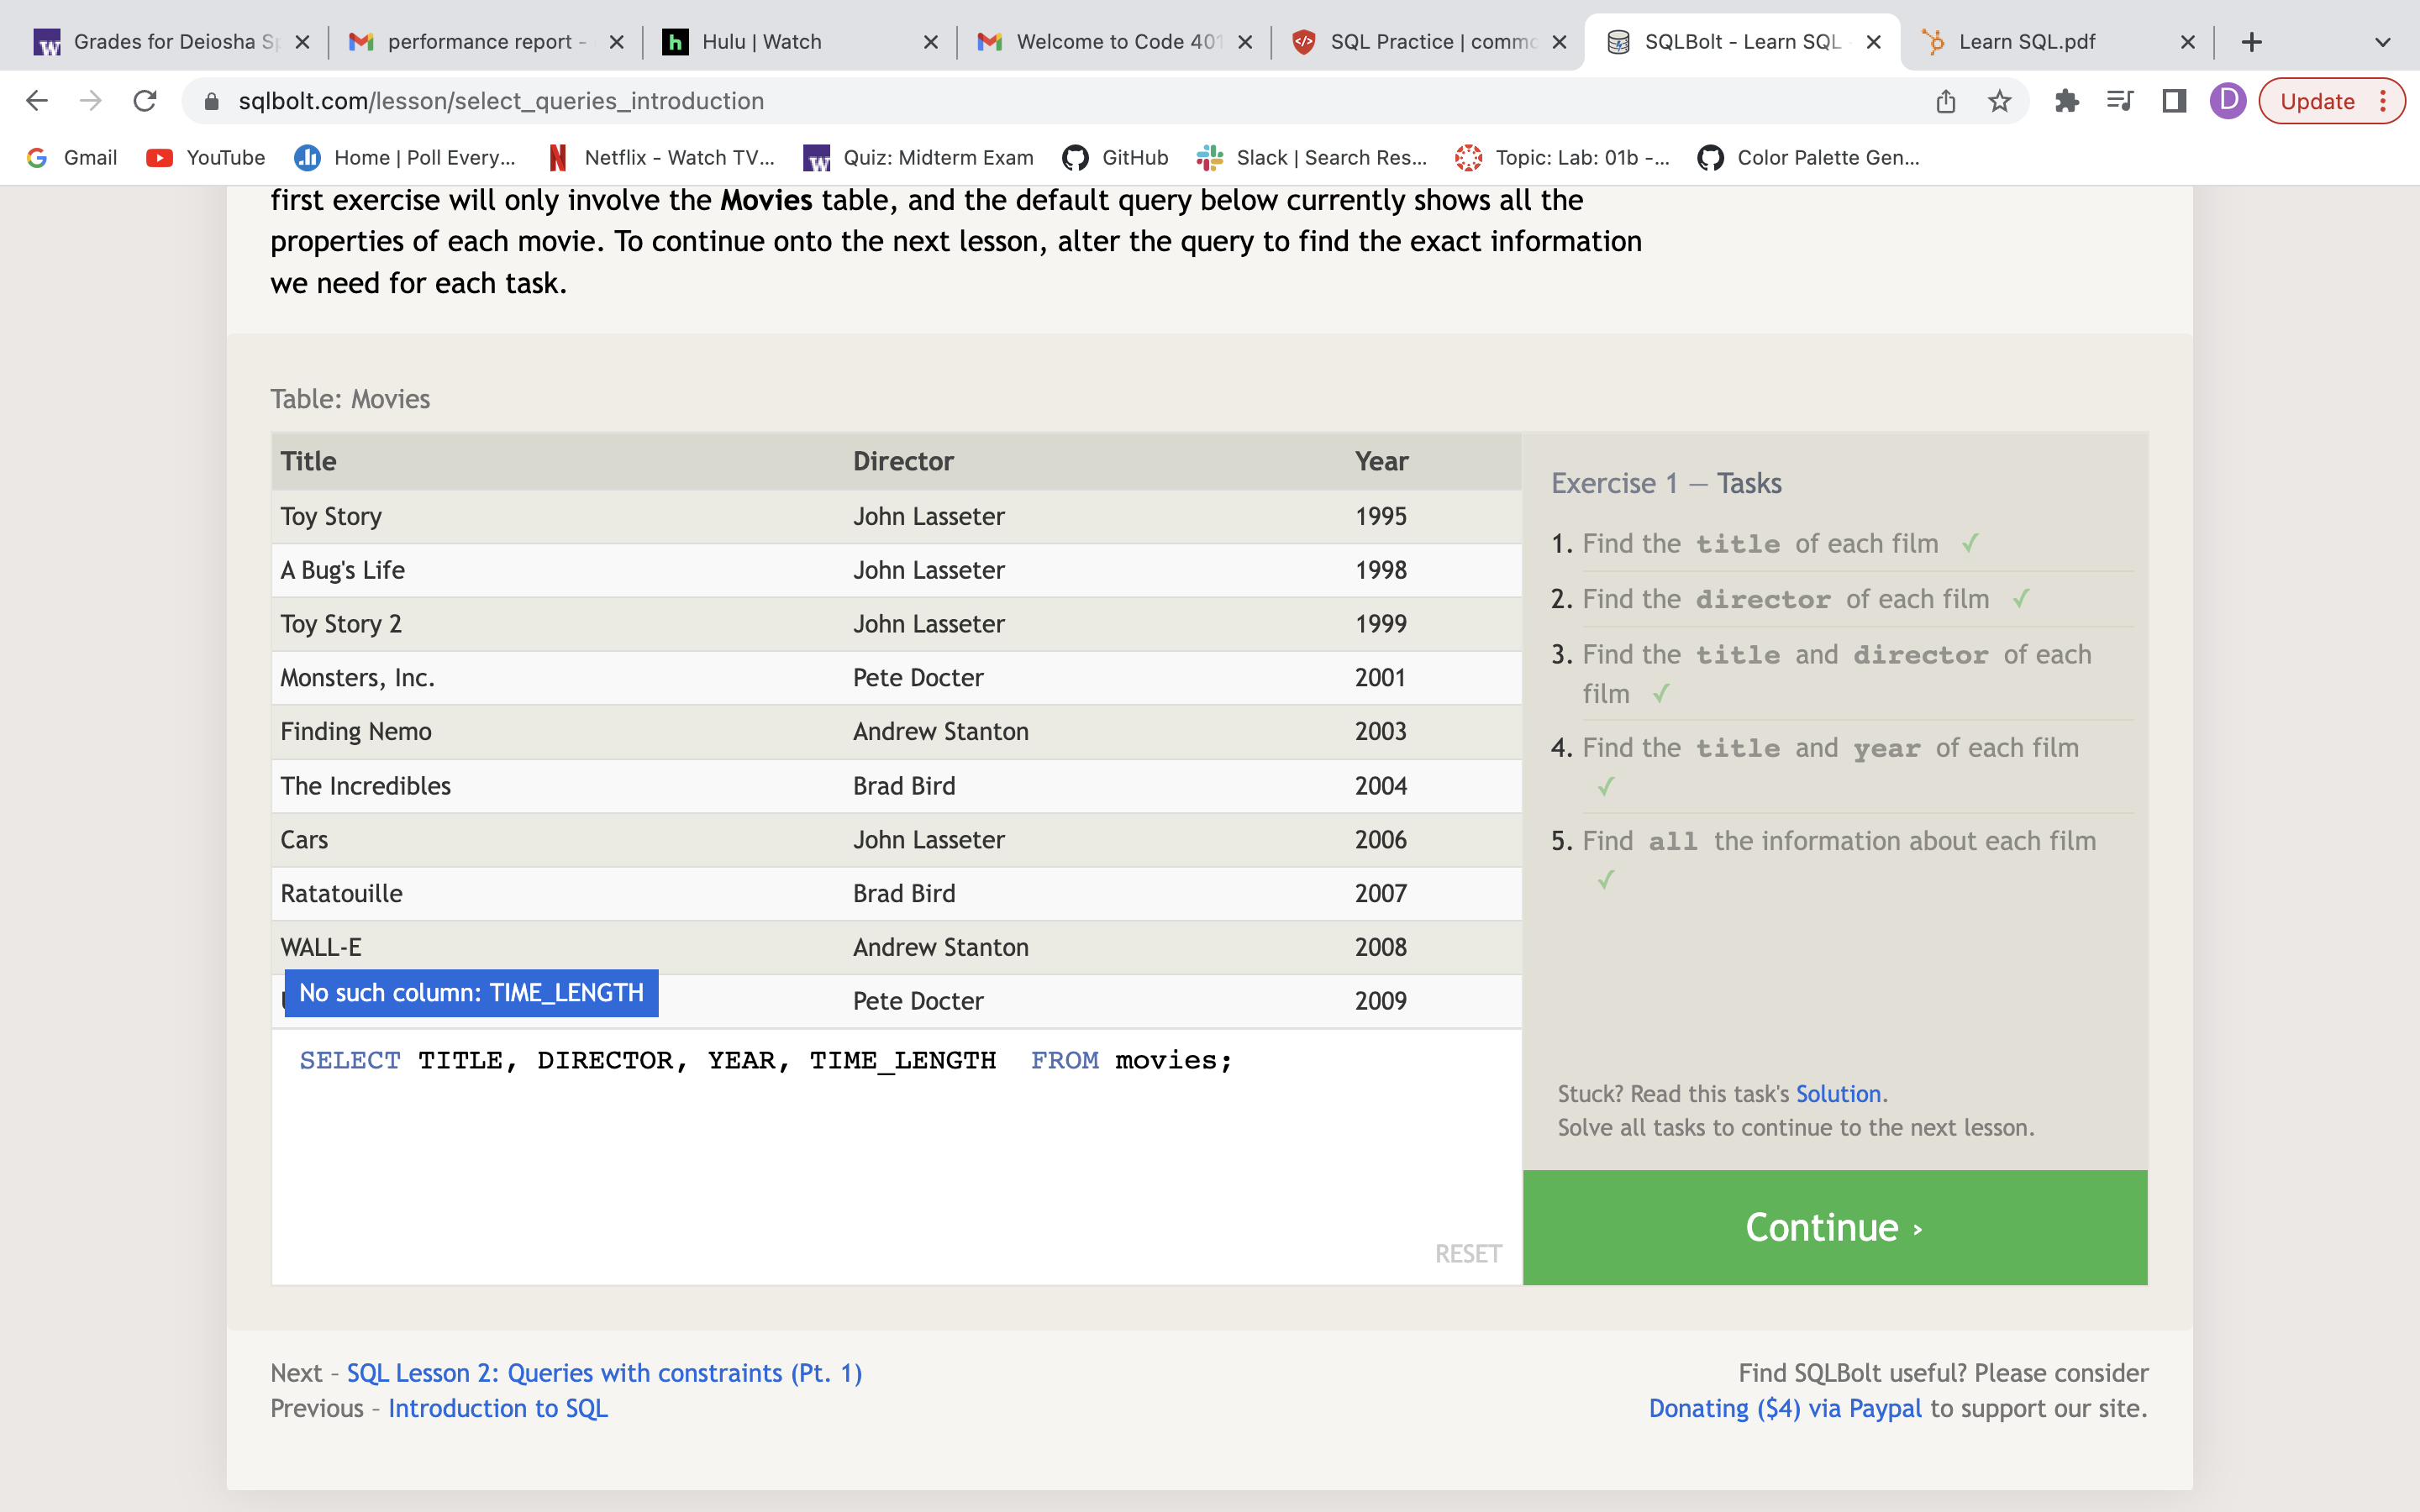 Grades for Deiosha Sp
performance report -
Hulu | Watch
Welcome to Code 401
SQL Practice | commo
SQLBolt - Learn SQL
Learn SQL.pdf
sqlbolt.com/lesson/select_queries_introduction
D
Update
Gmail
YouTube
Home | Poll Every...
Netflix - Watch TV...
Quiz: Midterm Exam
GitHub
Slack | Search Res...
Topic: Lab: 01b -...
Color Palette Gen...
first exercise will only involve the Movies table, and the default query below currently shows all the
properties of each movie. To continue onto the next lesson, alter the query to find the exact information
we need for each task.
Table: Movies
Title Director Year
Toy Story John Lasseter 1995
A Bug's Life John Lasseter 1998
Toy Story 2 John Lasseter 1999
Monsters, Inc. Pete Docter 2001
Finding Nemo Andrew Stanton 2003
The Incredibles Brad Bird 2004
Cars John Lasseter 2006
Ratatouille Brad Bird 2007
WALL-E Andrew Stanton 2008
No such column: TIME_LENGTH
Pete Docter 2009
SELECT TITLE, DIRECTOR, YEAR, TIME_LENGTH FROM movies;
RESET
Exercise 1 — Tasks
1. Find the title of each film ✓
2. Find the director of each film ✓
3. Find the title and director of each
film ✓
4. Find the title and year of each film
✓
5. Find all the information about each film
✓
Stuck? Read this task's Solution.
Solve all tasks to continue to the next lesson.
Continue ›
Next – SQL Lesson 2: Queries with constraints (Pt. 1)
Previous – Introduction to SQL
Find SQLBolt useful? Please consider
Donating ($4) via Paypal to support our site.